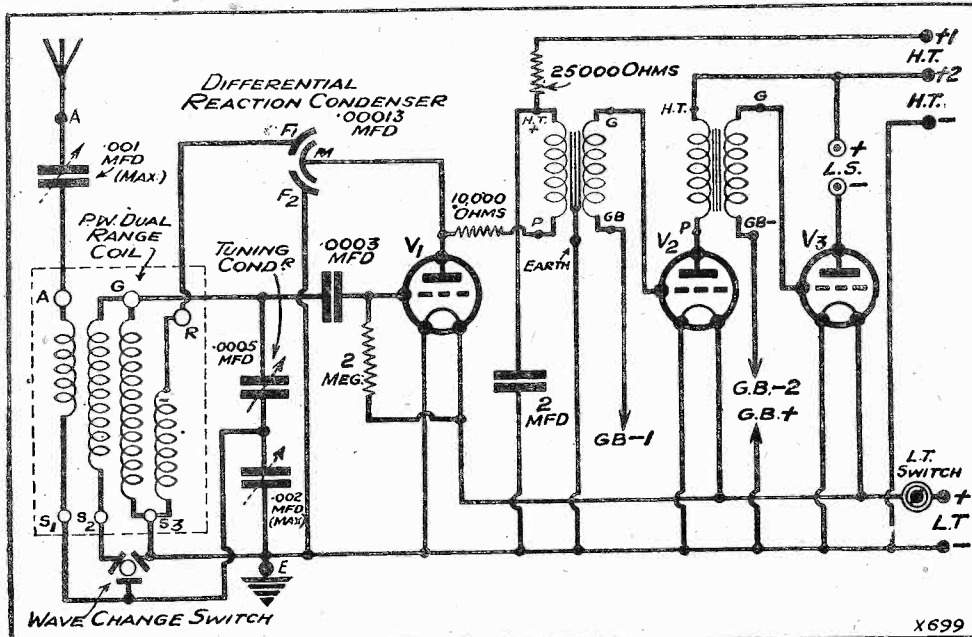 +1
H.T.
+2
H.T.
-
25000 OHMS
DIFFERENTIAL
REACTION CONDENSER
.00013
MFD
F1
M
F2
A
.001
MFD
(MAX.)
P.W. DUAL
RANGE
COIL
TUNING
CONDR
.0003
MFD
V1
10,000
OHMS
H.T.
+
G
P
GB
EARTH
H.T.
G
P
GB-
V2
V3
+
L.S.
-
A
G
R
.0005
MFD
2
MEG.
2
MFD
GB-1
G.B.-2
G.B.+
L.T.
SWITCH
+
L.T
-
.002
MFD
(MAX)
S1
S2
S3
E
WAVE CHANGE SWITCH
X699